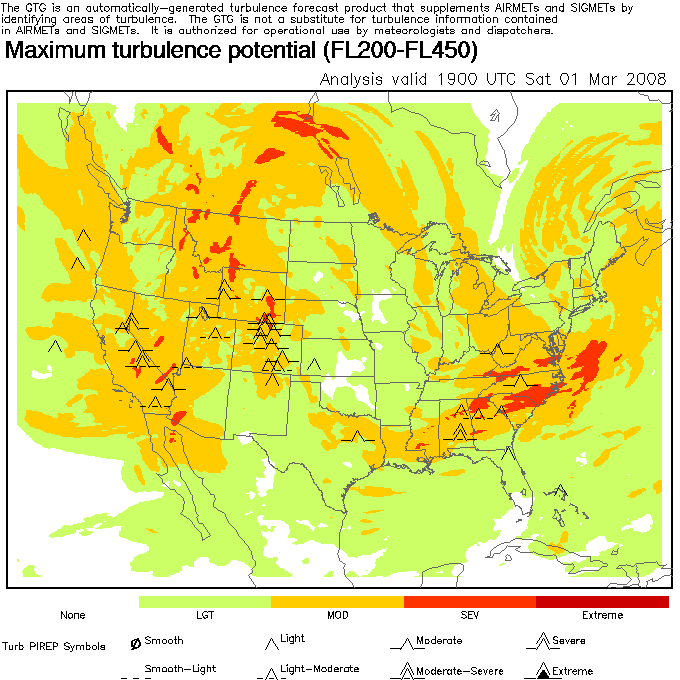 The GTG is an automatically-generated turbulence forecast product that supplements AIRMETs and SIGMETs by
identifying areas of turbulence. The GTG is not a substitute for turbulence information contained
in AIRMETs and SIGMETs. It is authorized for operational use by meteorologists and dispatchers.
Maximum turbulence potential (FL200-FL450)
Analysis valid 1900 UTC Sat 01 Mar 2008
None LGT MOD SEV Extreme
Turb PIREP Symbols Smooth Light Moderate Severe
Smooth-Light Light-Moderate Moderate-Severe Extreme